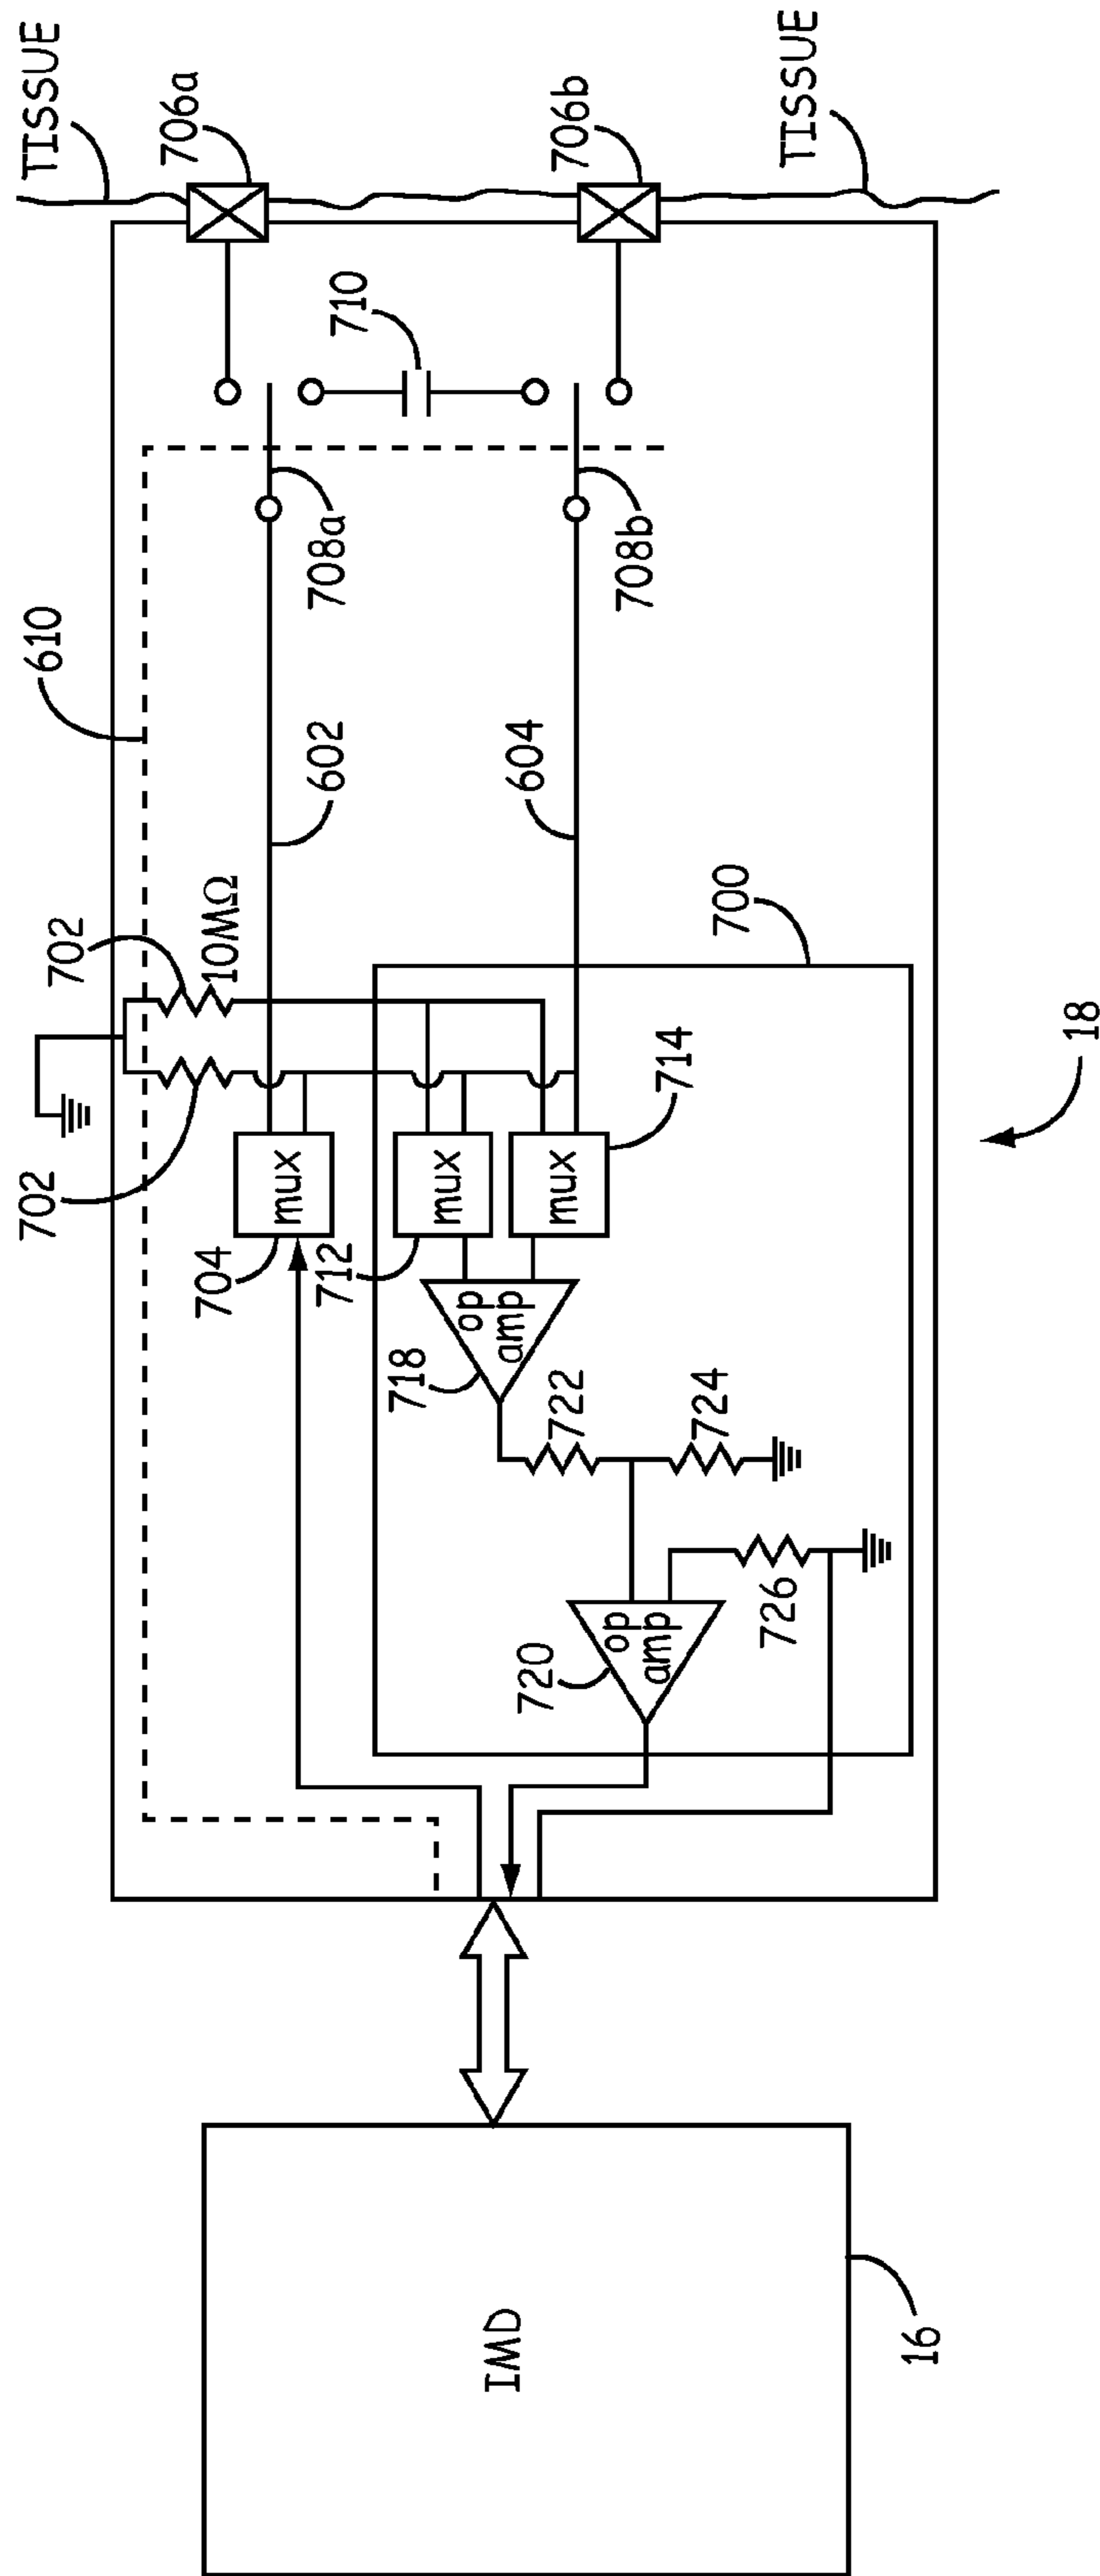 TISSUE
706a
706b
TISSUE
710
708a
708b
610
602
604
702
10MΩ
702
700
714
18
mux
mux
mux
704
712
op
amp
718
722
724
op
amp
720
726
IMD
16